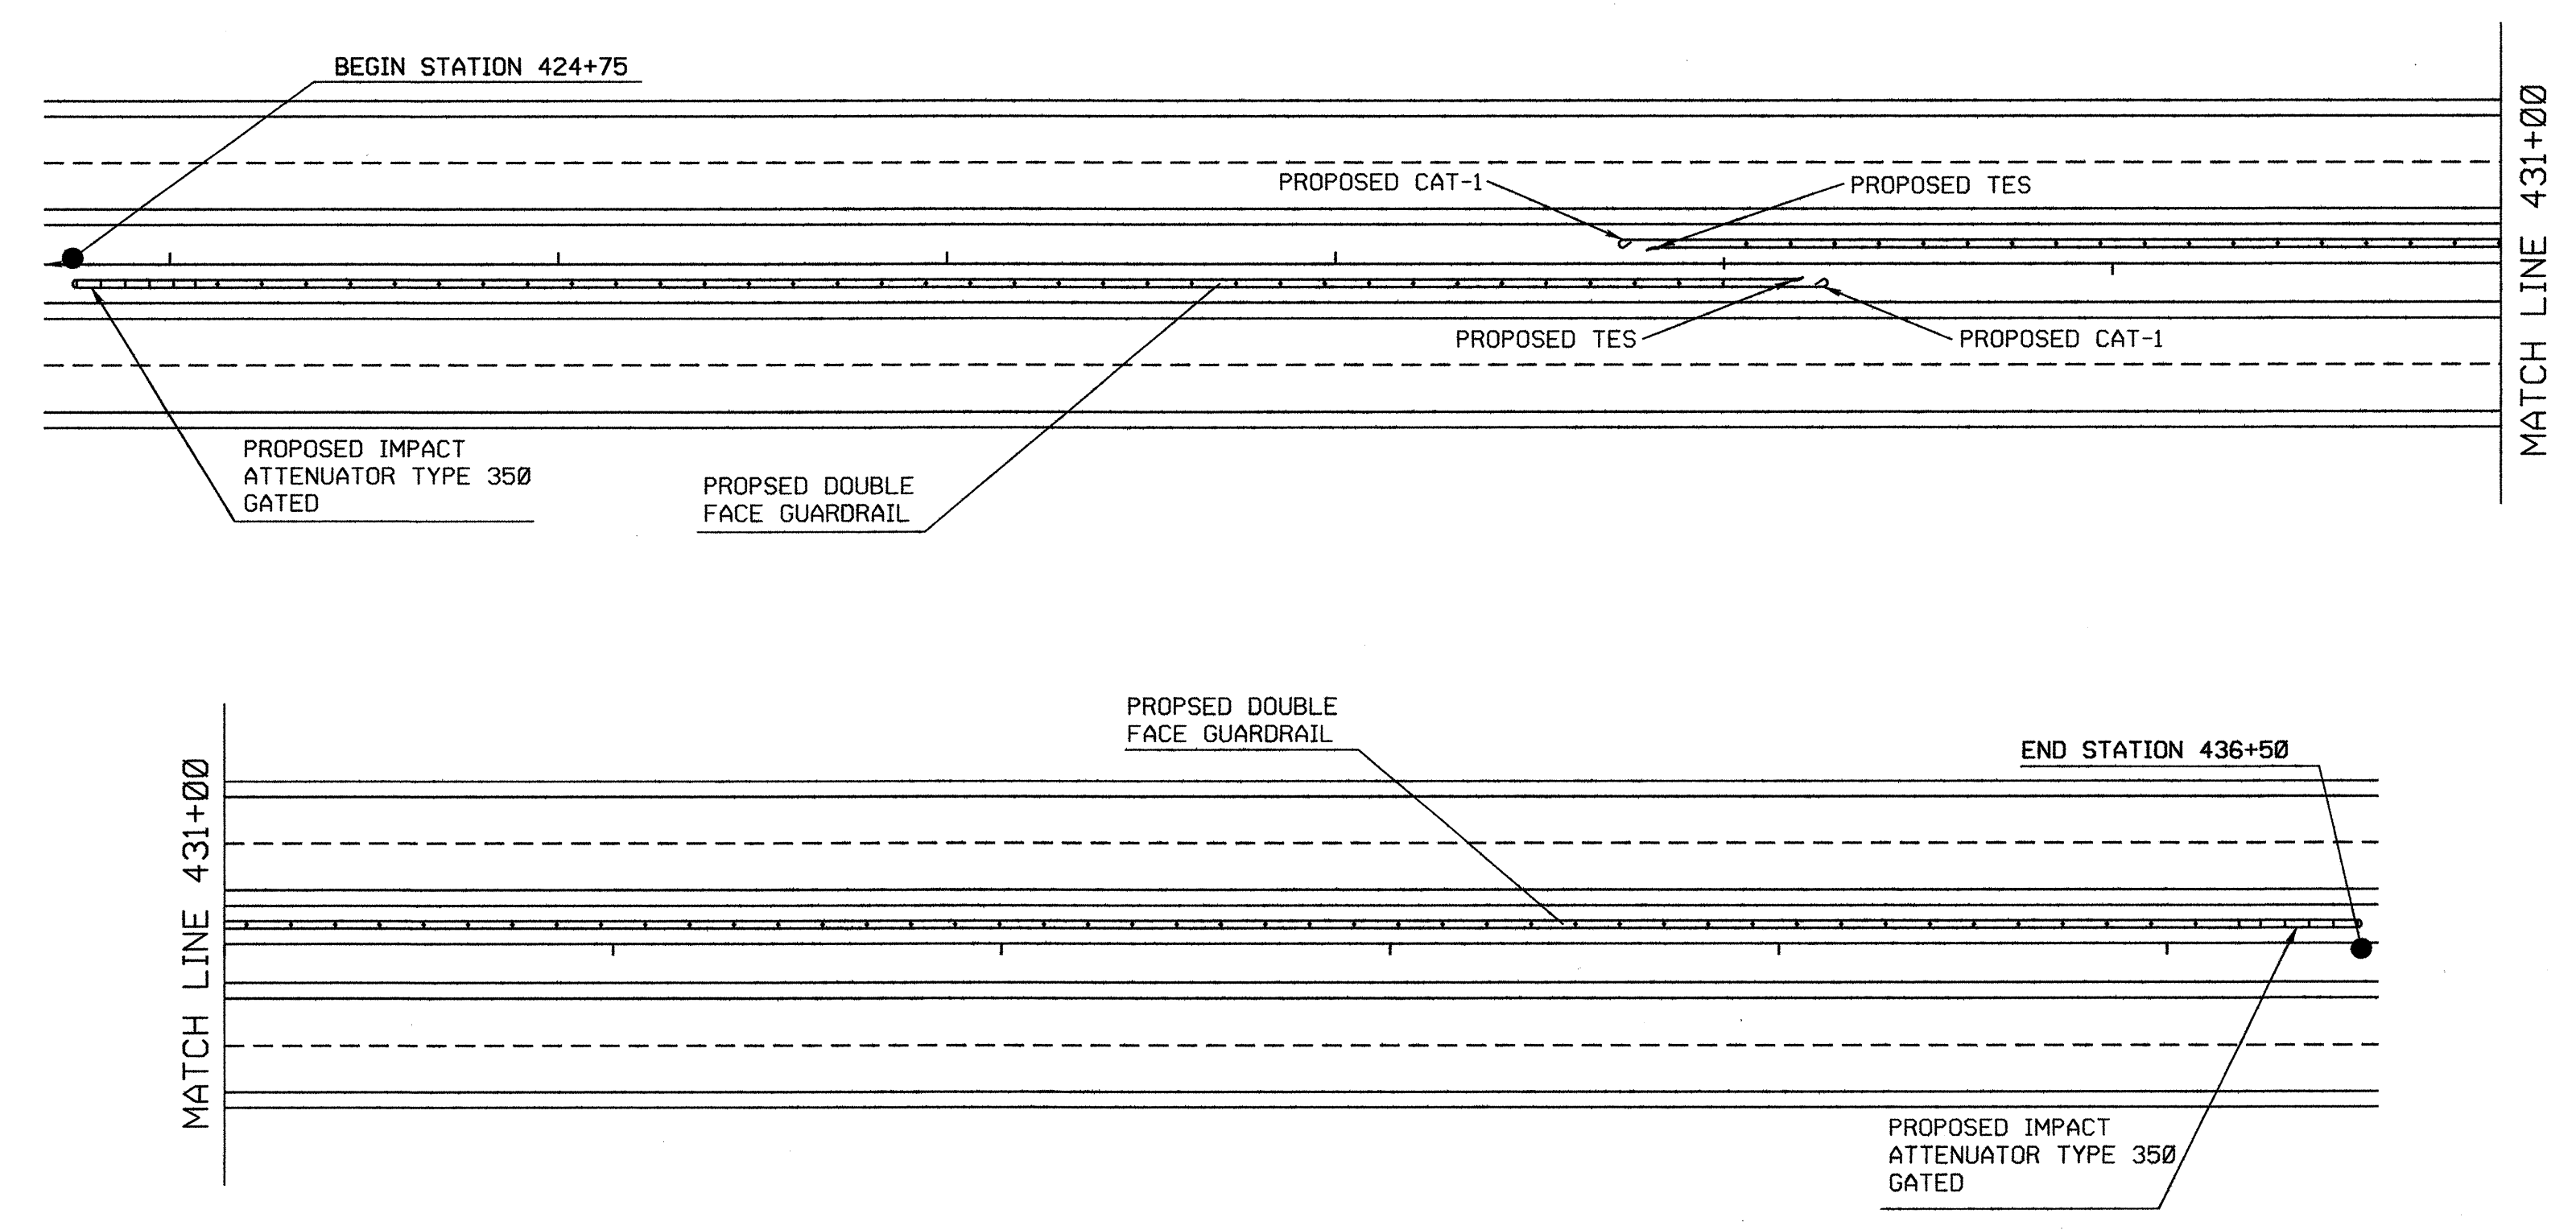 BEGIN STATION 424+75
PROPOSED CAT-1
PROPOSED TES
MATCH LINE 431+00
PROPOSED TES
PROPOSED CAT-1
PROPOSED IMPACT
ATTENUATOR TYPE 350
GATED
PROPSED DOUBLE
FACE GUARDRAIL
MATCH LINE 431+00
PROPSED DOUBLE
FACE GUARDRAIL
END STATION 436+50
PROPOSED IMPACT
ATTENUATOR TYPE 350
GATED